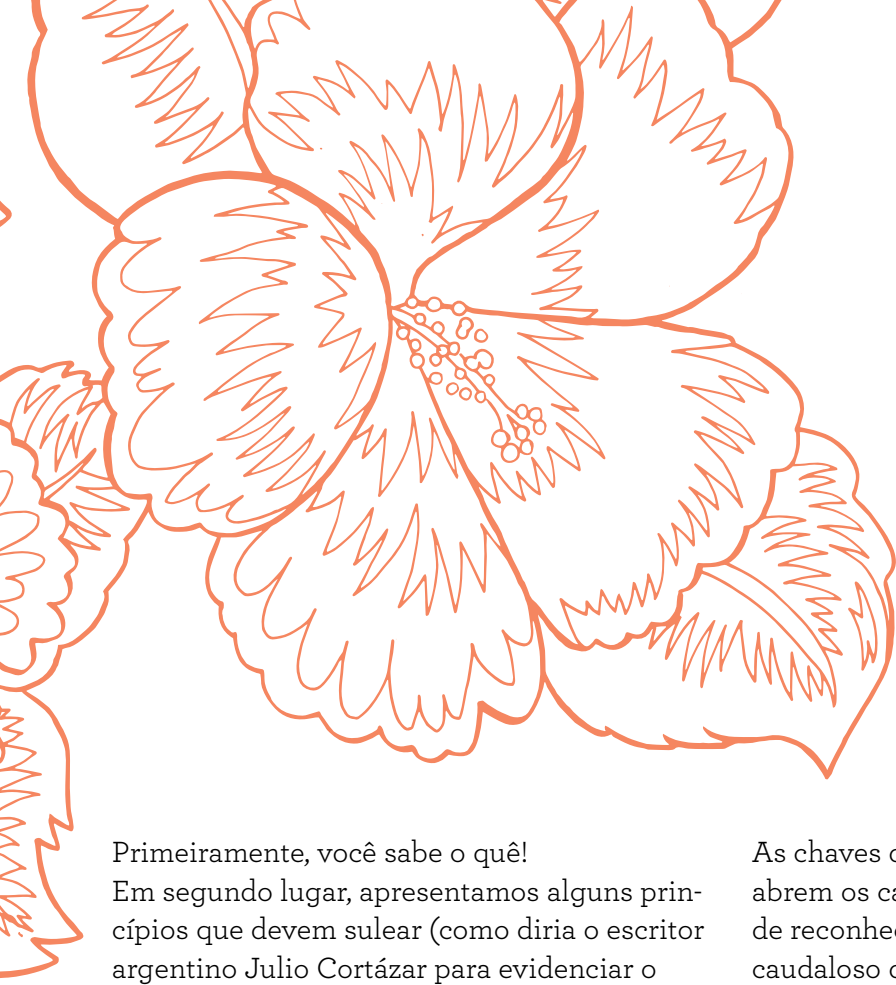 Primeiramente, você sabe o quê!
Em segundo lugar, apresentamos alguns prin-
cípios que devem sulear (como diria o escritor
argentino Julio Cortázar para evidenciar o
As chaves
abrem os
de
caudaloso